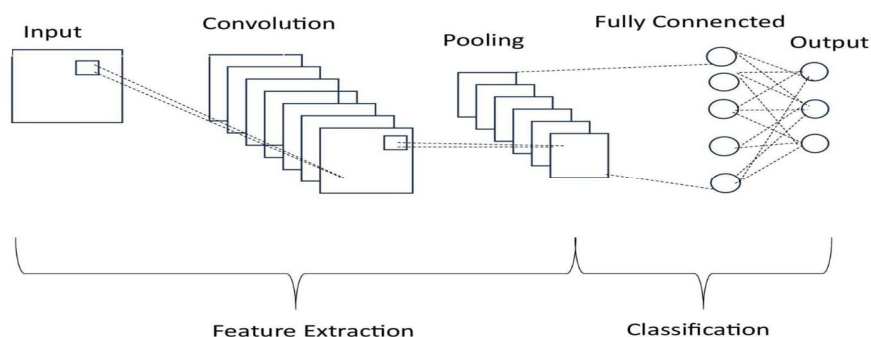 Input
Convolution
Pooling
Fully Connencted
Output
Feature Extraction
Classification